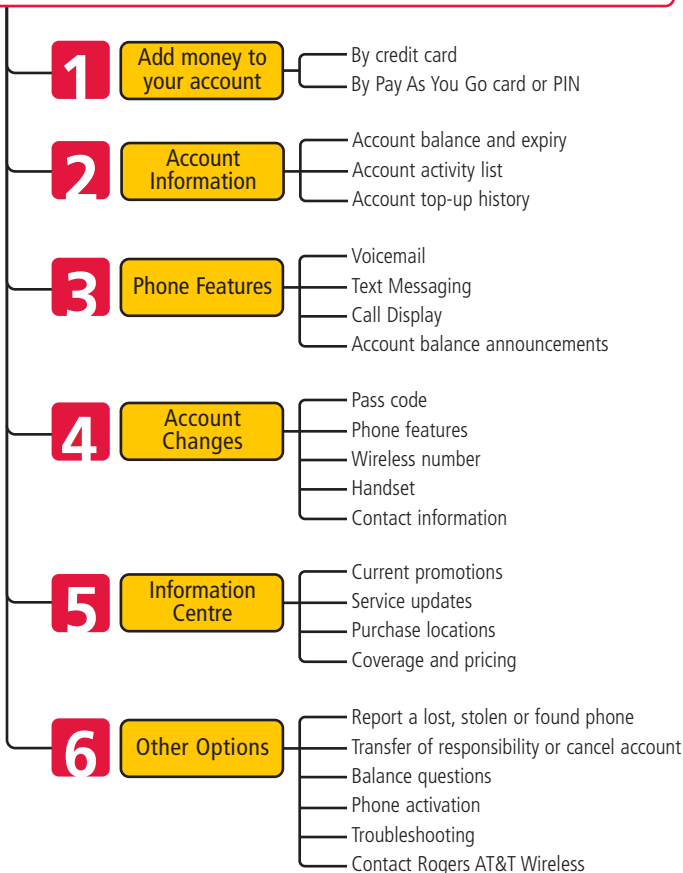 1
Add money to
your account
By credit card
By Pay As You Go card or PIN
2
Account
Information
Account balance and expiry
Account activity list
Account top-up history
3
Phone Features
Voicemail
Text Messaging
Call Display
Account balance announcements
4
Account
Changes
Pass code
Phone features
Wireless number
Handset
Contact information
5
Information
Centre
Current promotions
Service updates
Purchase locations
Coverage and pricing
6
Other Options
Report a lost, stolen or found phone
Transfer of responsibility or cancel account
Balance questions
Phone activation
Troubleshooting
Contact Rogers AT&T Wireless